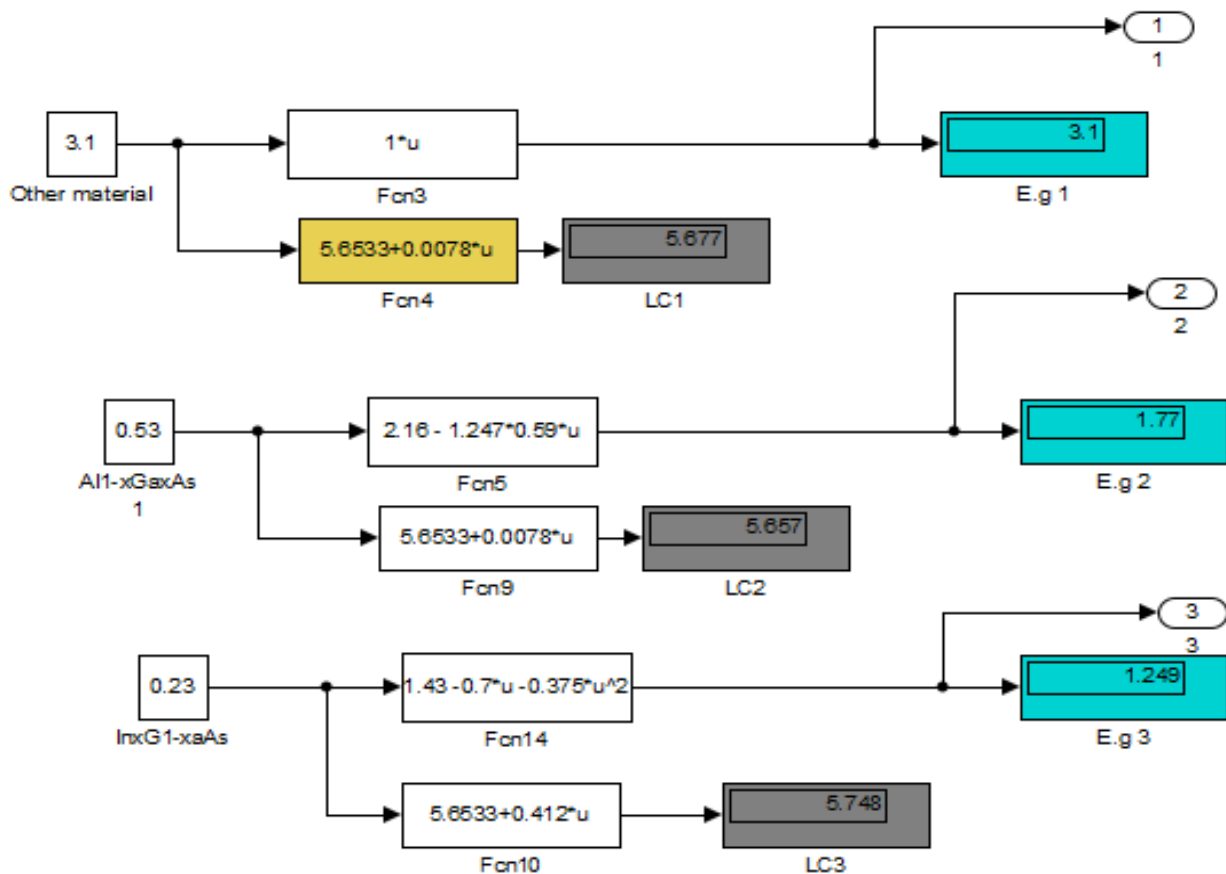 1
1
3.1
1*u
3.1
Other material
Fcn3
E.g 1
5.6533+0.0078*u
5.677
Fcn4
LC1
2
2
0.53
2.16 - 1.247*0.59*u
1.77
Al1-xGaxAs
1
Fcn5
E.g 2
5.6533+0.0078*u
5.657
Fcn9
LC2
3
3
0.23
1.43 -0.7*u -0.375*u^2
1.249
InxG1-xaAs
Fcn14
E.g 3
5.6533+0.412*u
5.748
Fcn10
LC3